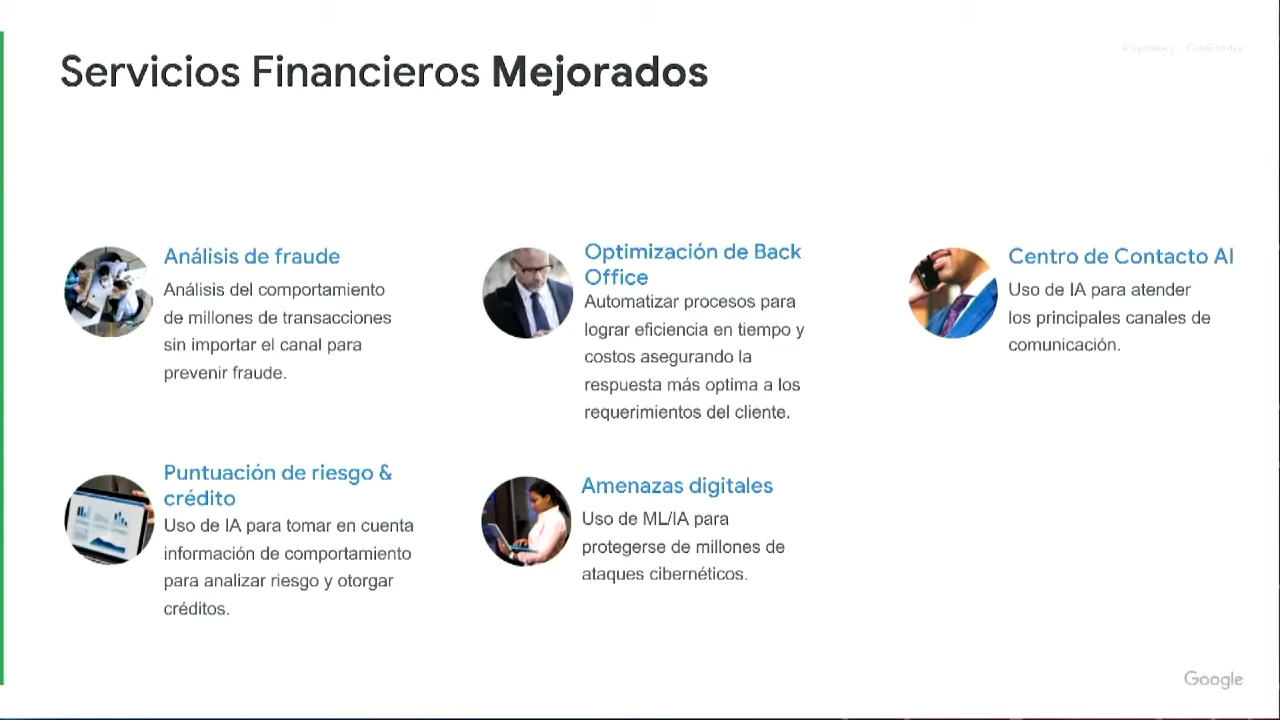 Proprietary + Confidential
Servicios Financieros Mejorados
Análisis de fraude
Análisis del comportamiento
de millones de transacciones
sin importar el canal para
prevenir fraude.
Optimización de Back
Office
Automatizar procesos para
lograr eficiencia en tiempo y
costos asegurando la
respuesta más optima a los
requerimientos del cliente.
Centro de Contacto AI
Uso de IA para atender
los principales canales de
comunicación.
Puntuación de riesgo &
crédito
Uso de IA para tomar en cuenta
información de comportamiento
para analizar riesgo y otorgar
créditos.
Amenazas digitales
Uso de ML/IA para
protegerse de millones de
ataques cibernéticos.
Google